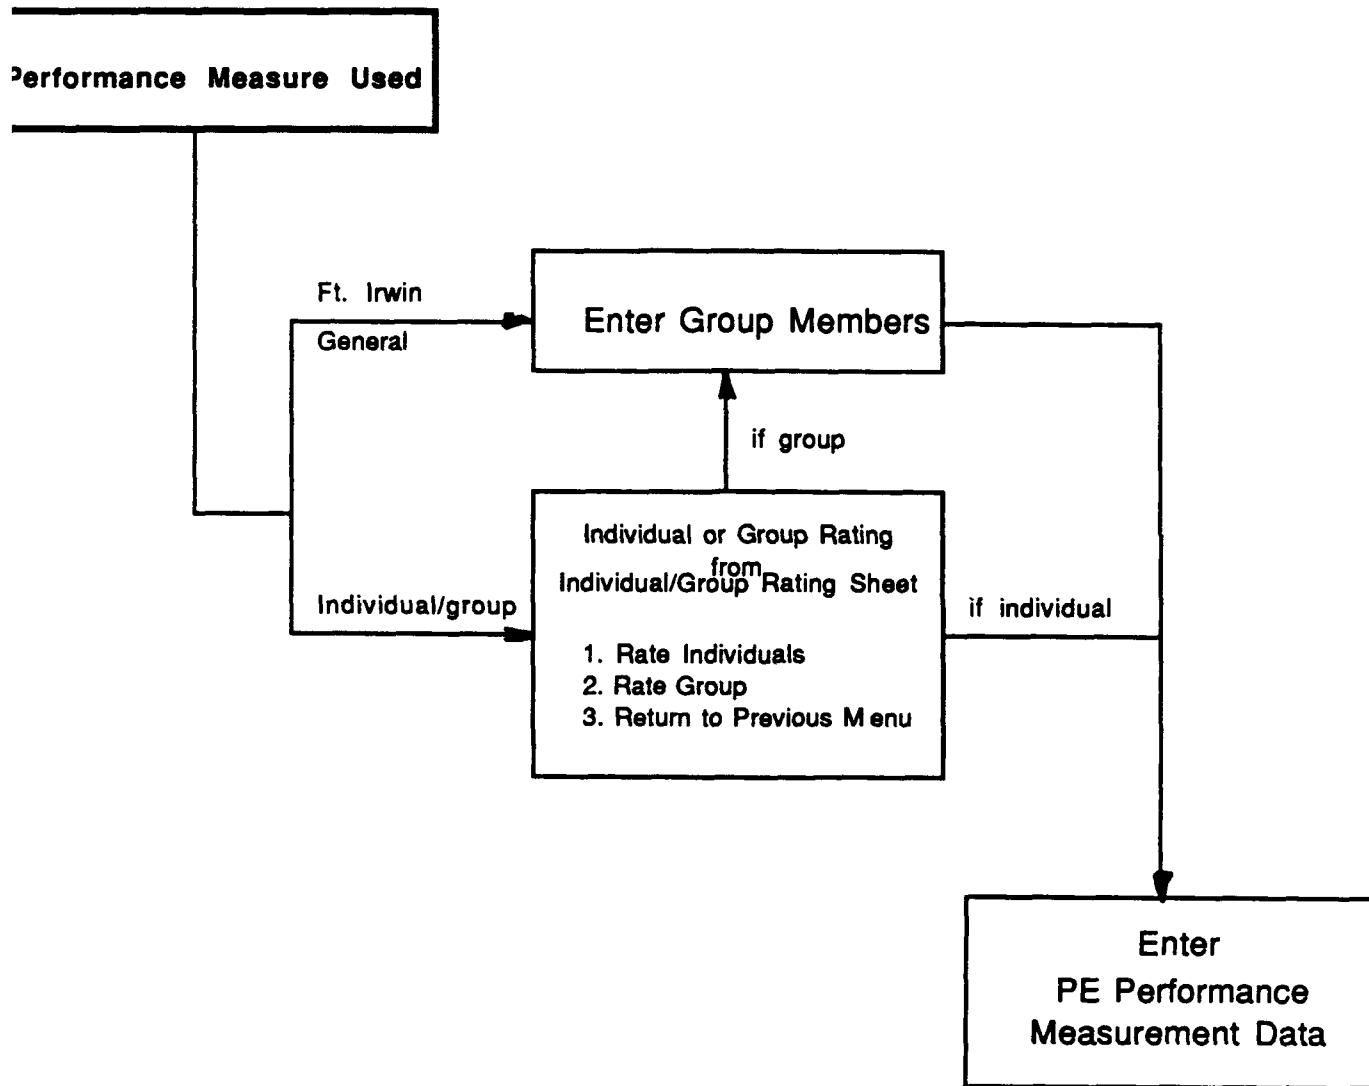 Performance Measure Used
Ft. Irwin
General
Enter Group Members
if group
Individual or Group Rating
from
Individual/Group Rating Sheet
Individual/group
if individual
1. Rate Individuals
2. Rate Group
3. Return to Previous Menu
Enter
PE Performance
Measurement Data